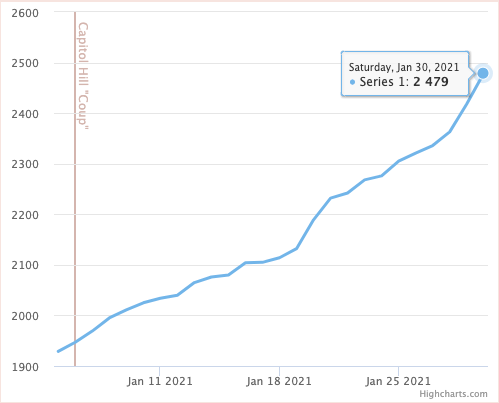 2600
2500
2400
2300
2200
2100
2000
1900
Capitol Hill "Coup"
Saturday, Jan 30, 2021
● Series 1: 2 479
Jan 11 2021
Jan 18 2021
Jan 25 2021
Highcharts.com